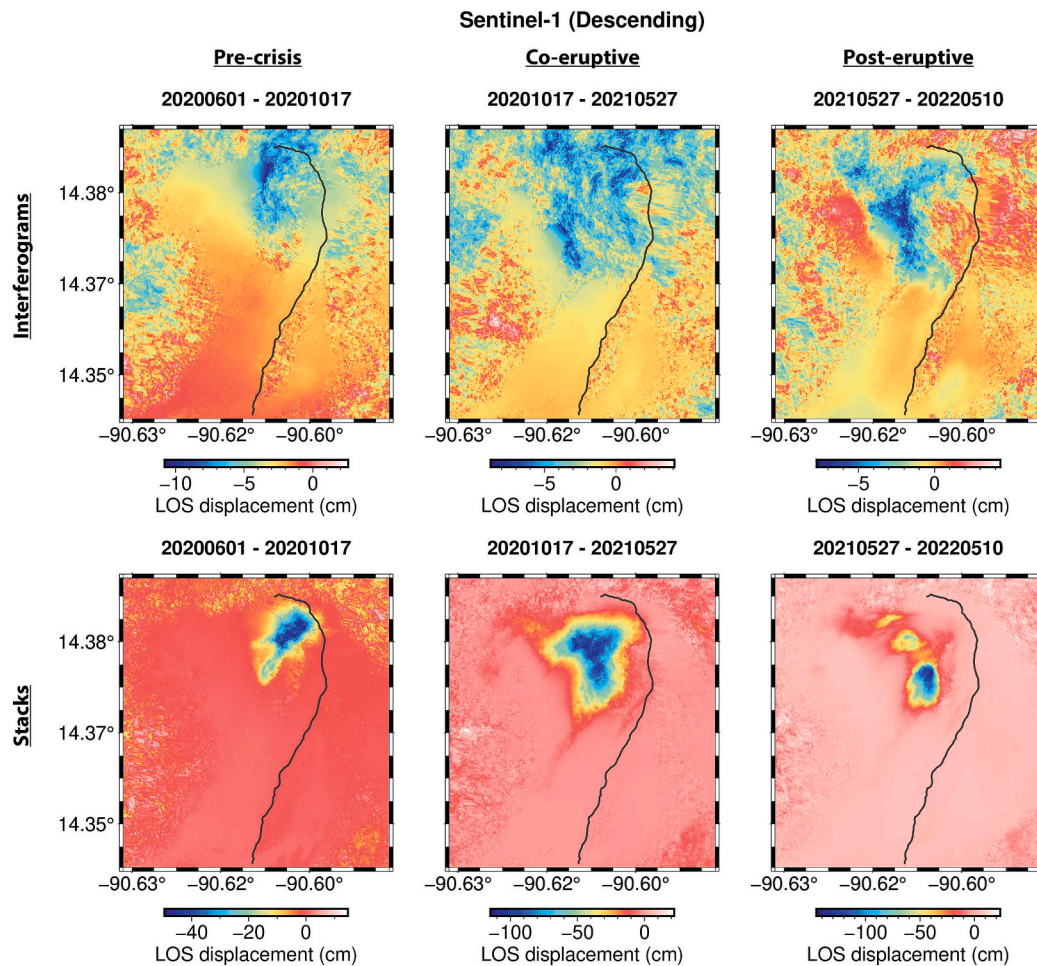 Sentinel-1 (Descending)
Pre-crisis
Co-eruptive
Post-eruptive
20200601 - 20201017
20201017 - 20210527
20210527 - 20220510
Interferograms
14.38°
14.37°
14.35°
−90.63° −90.62° −90.60°
−90.63° −90.62° −90.60°
−90.63° −90.62° −90.60°
−10 −5 0
LOS displacement (cm)
−5 0
LOS displacement (cm)
−5 0
LOS displacement (cm)
20200601 - 20201017
20201017 - 20210527
20210527 - 20220510
Stacks
14.38°
14.37°
14.35°
−90.63° −90.62° −90.60°
−90.63° −90.62° −90.60°
−90.63° −90.62° −90.60°
−40 −20 0
LOS displacement (cm)
−100 −50 0
LOS displacement (cm)
−100 −50 0
LOS displacement (cm)